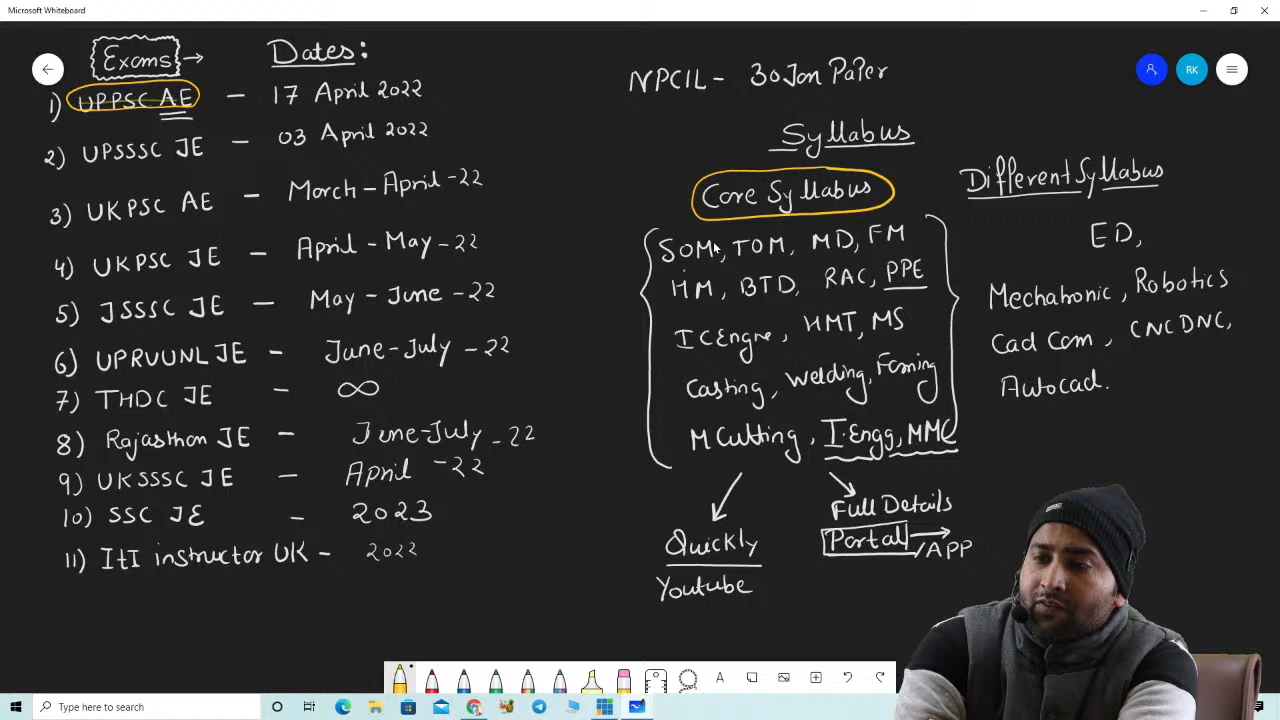 Microsoft Whiteboard
Exams → Dates:
1) UPPSC AE - 17 April 2022
2) UPSSSC JE - 03 April 2022
3) UKPSC AE - March-April -22
4) UKPSC JE - April - May -22
5) JSSSC JE - May - June -22
6) UPRVUNL JE - June-July -22
7) THDC JE - ∞
8) Rajasthan JE - June-July -22
9) UKSSSC JE - April -22
10) SSC JE - 2023
11) ItI instructor UK - 2022
NPCIL - 30 Jan Paper
RK
Syllabus
Core Syllabus
SOM, TOM, MD, FM
HM, BTD, RAC, PPE
IC Engne, HMT, MS
Casting, Welding, Forming
M Cutting, I. Engg, MMC
Quickly
Youtube
Full Details
Portal → /APP
Different Syllabus
ED,
Mechatronic, Robotics
Cad Cam, CNC DNC,
Autocad.
Type here to search